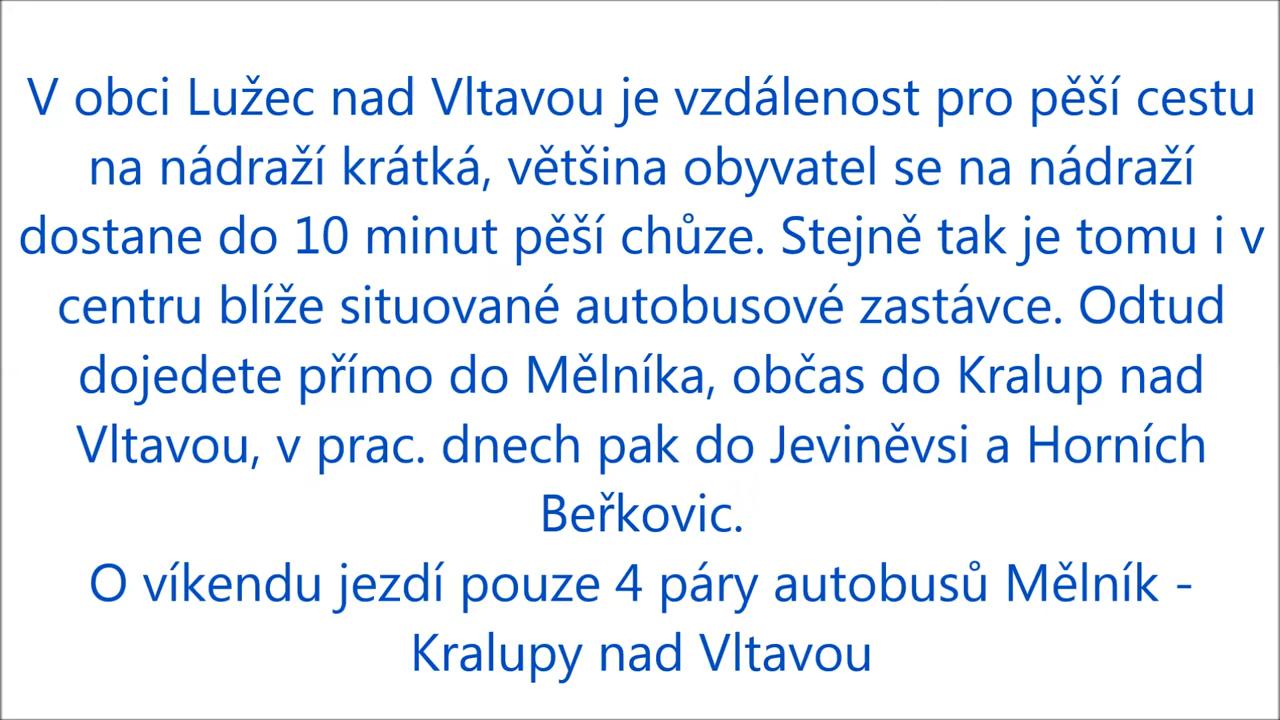 V obci Lužec nad Vltavou je vzdálenost pro pěší cestu
na nádraží krátká, většina obyvatel se na nádraží
dostane do 10 minut pěší chůze. Stejně tak je tomu i v
centru blíže situované autobusové zastávce. Odtud
dojedete přímo do Mělníka, občas do Kralup nad
Vltavou, v prac. dnech pak do Jeviněvsi a Horních
Beřkovic.
O víkendu jezdí pouze 4 páry autobusů Mělník -
Kralupy nad Vltavou